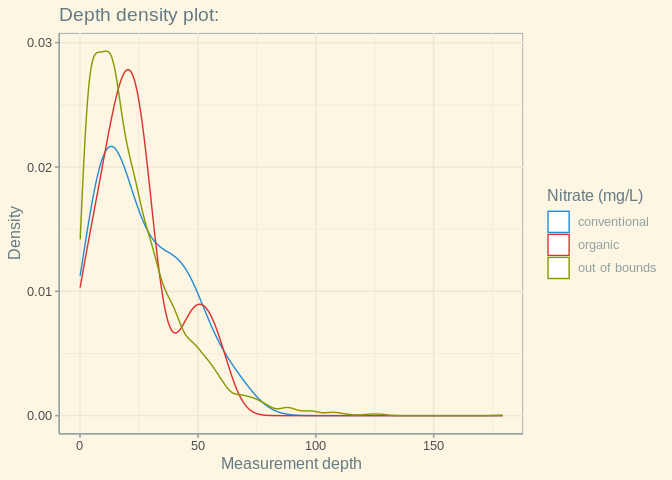 Depth density plot:
0.03
0.02
0.01
0.00
Density
0
50
100
150
Measurement depth
Nitrate (mg/L)
conventional
organic
out of bounds